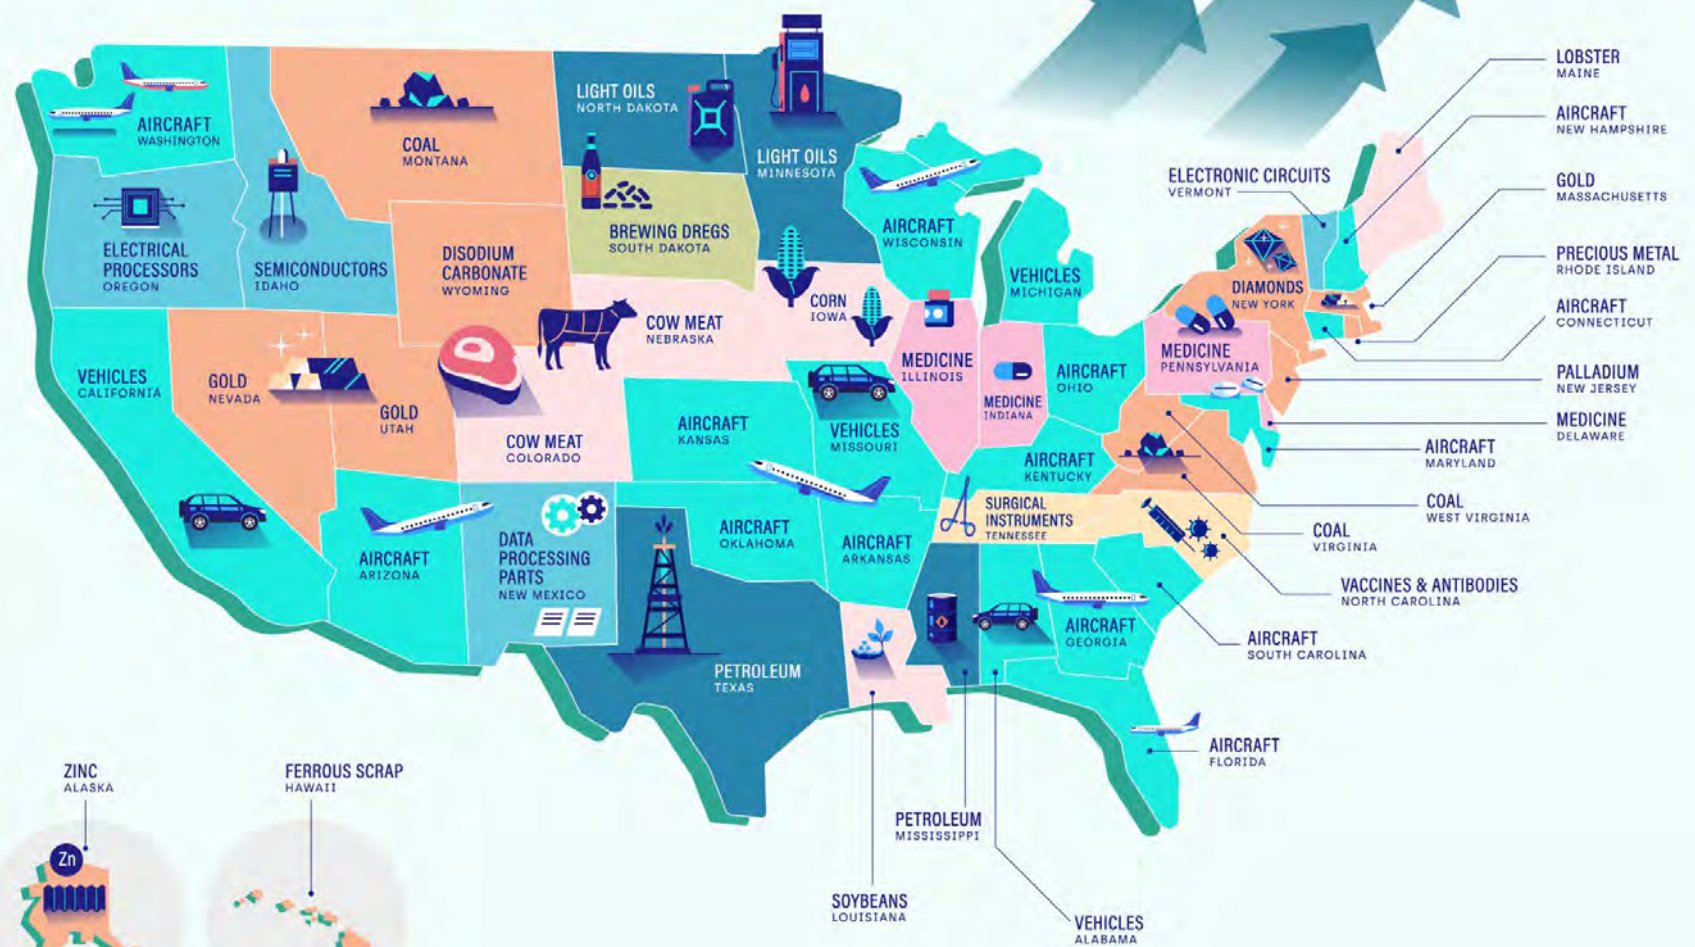 AIRCRAFT
WASHINGTON
COAL
MONTANA
LIGHT OILS
NORTH DAKOTA
LIGHT OILS
MINNESOTA
ELECTRICAL
PROCESSORS
OREGON
SEMICONDUCTORS
IDAHO
DISODIUM
CARBONATE
WYOMING
BREWING DREGS
SOUTH DAKOTA
AIRCRAFT
WISCONSIN
VEHICLES
MICHIGAN
CORN
IOWA
COW MEAT
NEBRASKA
VEHICLES
CALIFORNIA
GOLD
NEVADA
GOLD
UTAH
COW MEAT
COLORADO
AIRCRAFT
KANSAS
VEHICLES
MISSOURI
MEDICINE
ILLINOIS
MEDICINE
INDIANA
AIRCRAFT
OHIO
MEDICINE
PENNSYLVANIA
DIAMONDS
NEW YORK
ELECTRONIC CIRCUITS
VERMONT
LOBSTER
MAINE
AIRCRAFT
NEW HAMPSHIRE
GOLD
MASSACHUSETTS
PRECIOUS METAL
RHODE ISLAND
AIRCRAFT
CONNECTICUT
PALLADIUM
NEW JERSEY
MEDICINE
DELAWARE
AIRCRAFT
MARYLAND
COAL
WEST VIRGINIA
COAL
VIRGINIA
VACCINES & ANTIBODIES
NORTH CAROLINA
AIRCRAFT
SOUTH CAROLINA
AIRCRAFT
KENTUCKY
SURGICAL
INSTRUMENTS
TENNESSEE
AIRCRAFT
ARIZONA
DATA
PROCESSING
PARTS
NEW MEXICO
AIRCRAFT
OKLAHOMA
AIRCRAFT
ARKANSAS
AIRCRAFT
GEORGIA
PETROLEUM
TEXAS
AIRCRAFT
FLORIDA
PETROLEUM
MISSISSIPPI
SOYBEANS
LOUISIANA
VEHICLES
ALABAMA
ZINC
ALASKA
Zn
FERROUS SCRAP
HAWAII